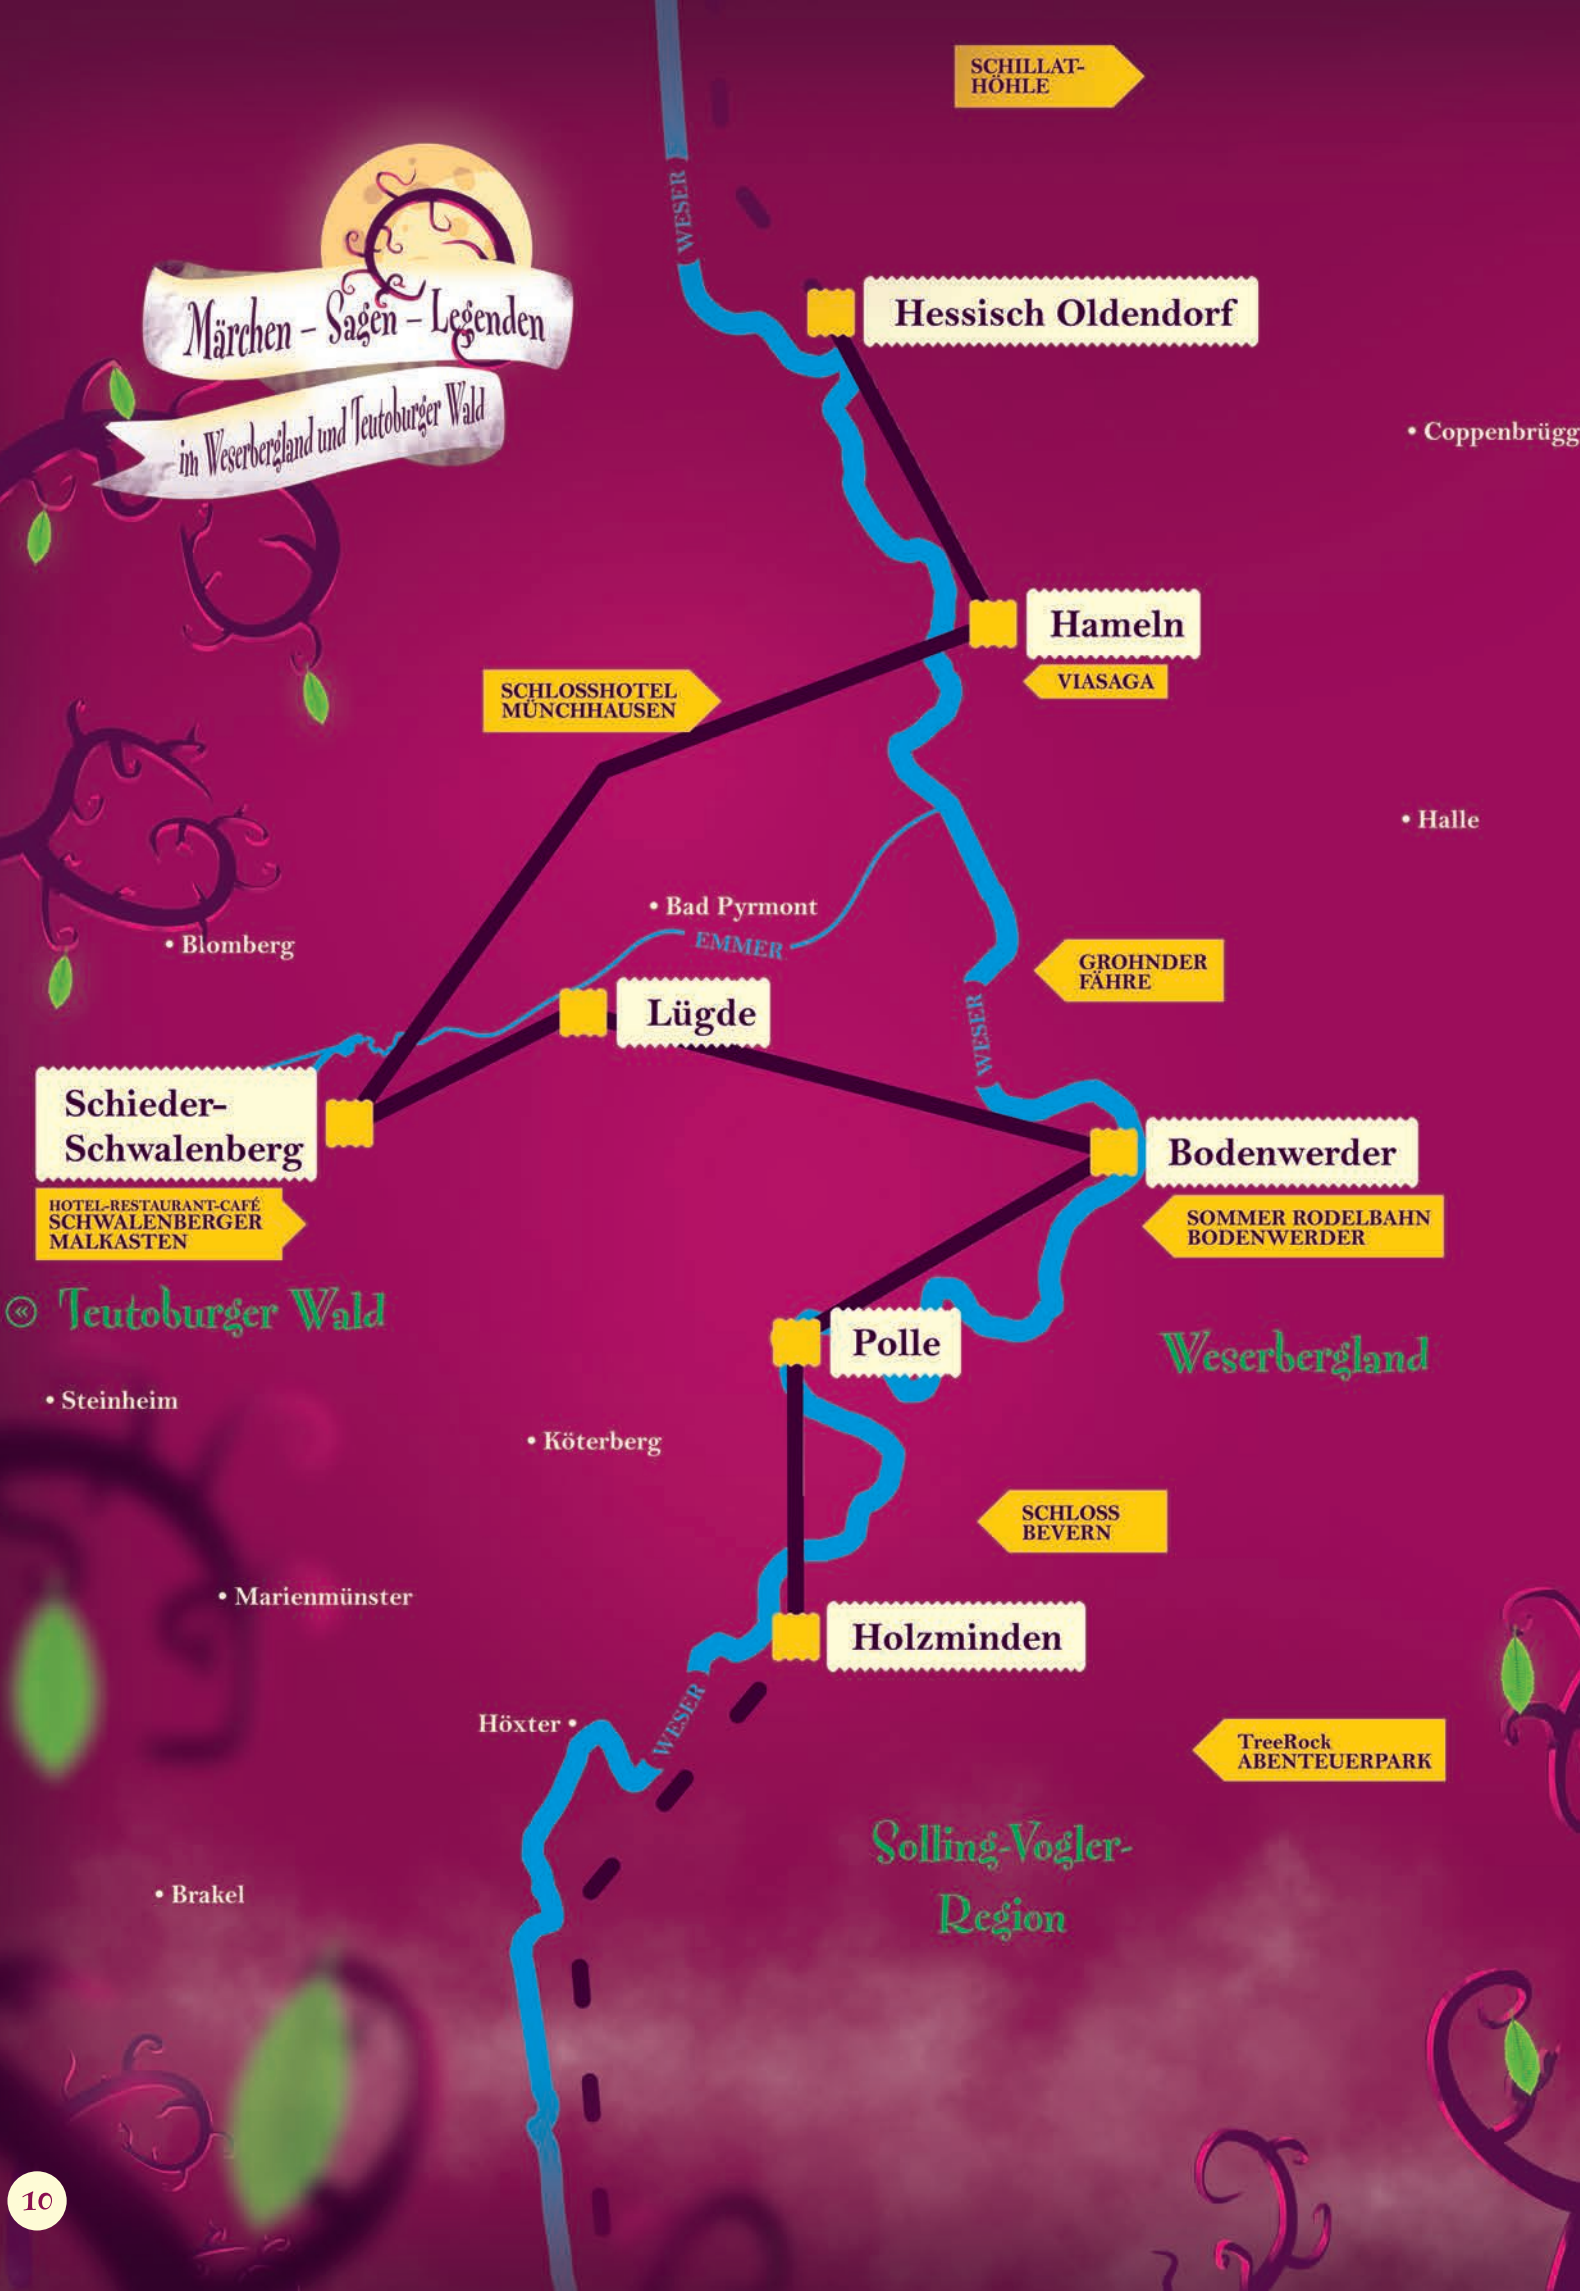 SCHILLAT-
HÖHLE
WESER
Märchen – Sagen – Legenden
im Weserbergland und Teutoburger Wald
Hessisch Oldendorf
• Coppenbrügg
Hameln
VIASAGA
SCHLOSSHOTEL
MÜNCHHAUSEN
• Halle
• Bad Pyrmont
EMMER
• Blomberg
GROHNDER
FÄHRE
Lügde
WESER
Schieder-
Schwalenberg
Bodenwerder
HOTEL-RESTAURANT-CAFÉ
SCHWALENBERGER
MALKASTEN
SOMMER RODELBAHN
BODENWERDER
« Teutoburger Wald
Polle
Weserbergland
• Steinheim
• Köterberg
SCHLOSS
BEVERN
• Marienmünster
Holzminden
WESER
Höxter •
TreeRock
ABENTEUERPARK
Solling-Vogler-
Region
• Brakel
10